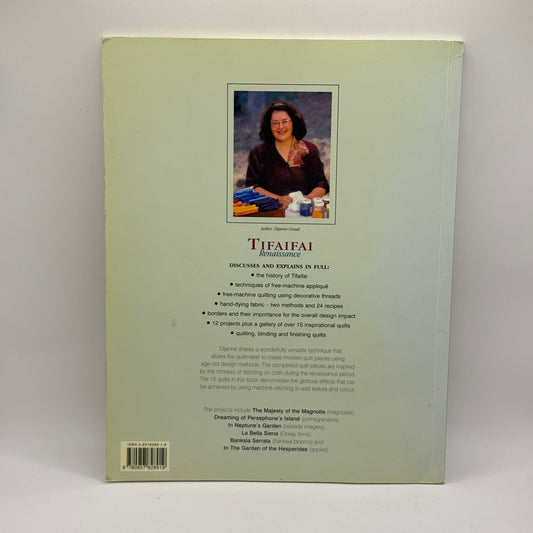 Author: Dijanne Cevaal
TIFAIFAI
Renaissance
DISCUSSES AND EXPLAINS IN FULL:
• the history of Tifaifai
• techniques of free-machine appliqué
• free-machine quilting using decorative threads
• hand-dying fabric – two methods and 24 recipes
• borders and their importance for the overall design impact
• 12 projects plus a gallery of over 15 inspirational quilts
• quilting, binding and finishing quilts
Dijanne shares a wonderfully versatile technique that
allows the quiltmaker to create modern quilt pieces using
age-old design methods. The completed quilt pieces are inspired
by the richness of stitching on cloth during the renaissance period.
The 12 quilts in this book demonstrate the glorious effects that can
be achieved by using machine stitching to add texture and colour.
The projects include The Majesty of the Magnolia (magnolias),
Dreaming of Persephone's Island (pomegranates),
In Neptune's Garden (seaside imagery),
La Bella Siena (Civay ferns),
Banksia Serrata (Banksia blooms) and
In The Garden of the Hesperides (apples)
9 780957 828919